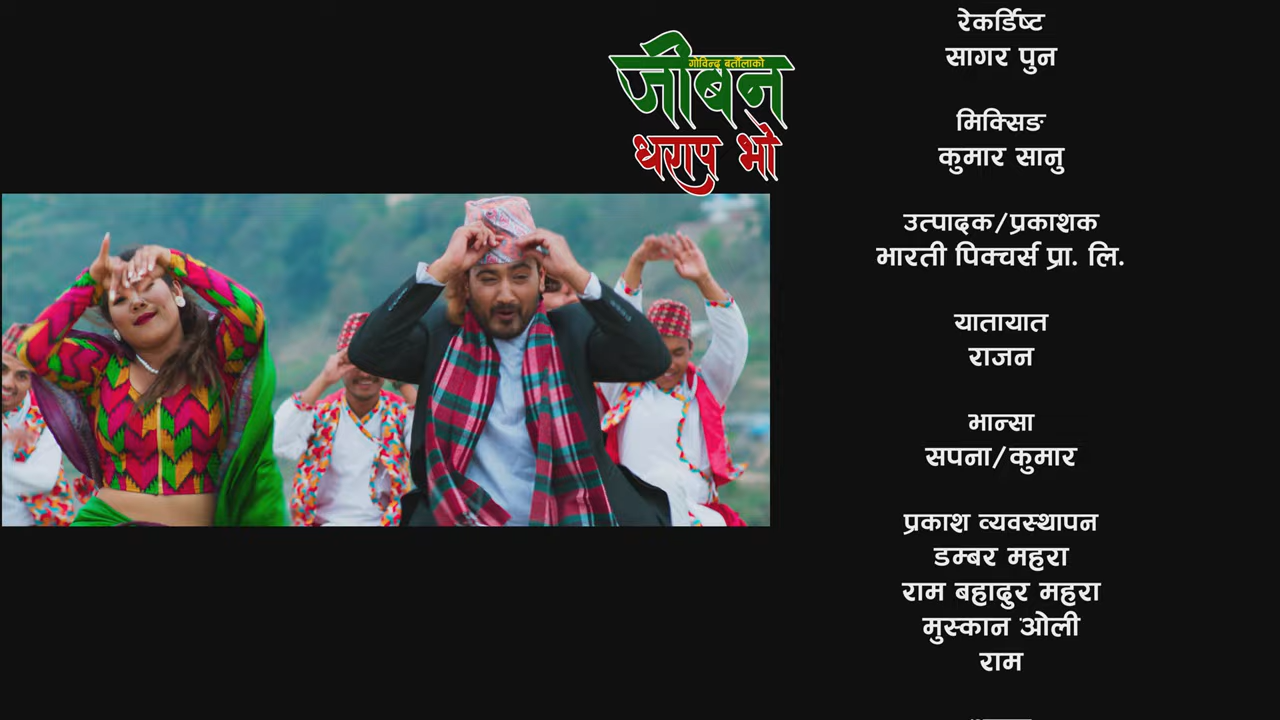 गोविन्द बर्तौलाको
जीबन
धराप भो
रेकर्डिष्ट
सागर पुन
मिक्सिङ
कुमार सानु
उत्पादक/प्रकाशक
भारती पिक्चर्स प्रा. लि.
यातायात
राजन
भान्सा
सपना/कुमार
प्रकाश व्यवस्थापन
डम्बर महरा
राम बहादुर महरा
मुस्कान ओली
राम